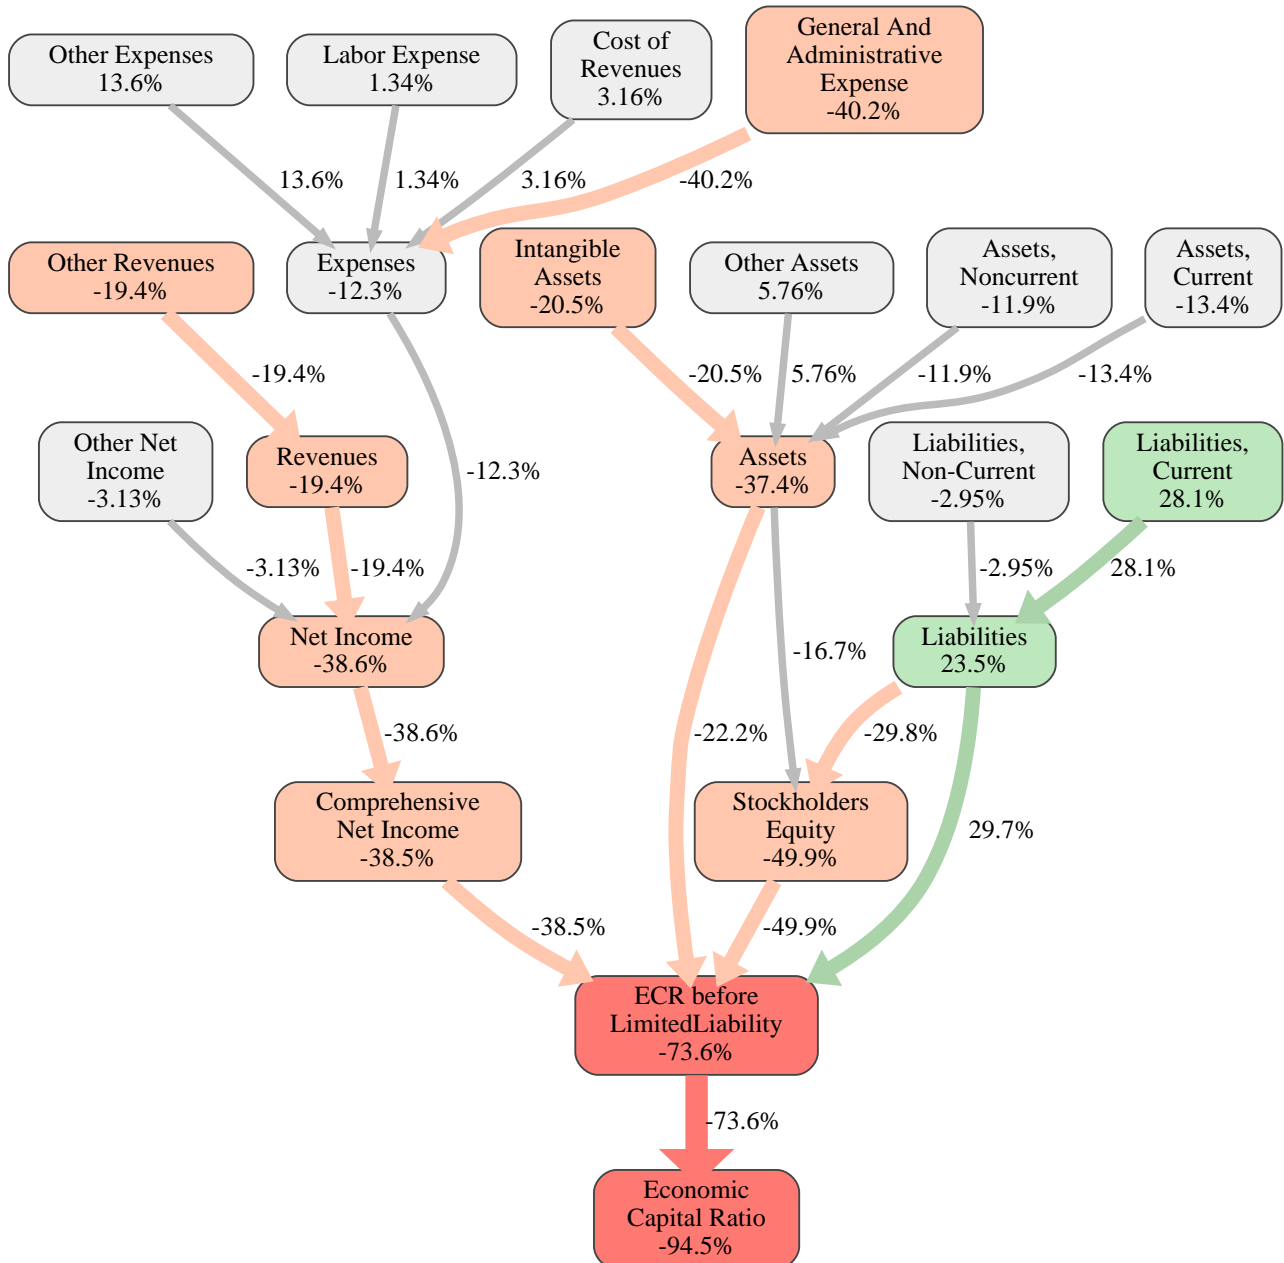 Other Expenses
13.6%
Labor Expense
1.34%
Cost of
Revenues
3.16%
General And
Administrative
Expense
-40.2%
13.6%
1.34%
3.16%
-40.2%
Other Revenues
-19.4%
Expenses
-12.3%
Intangible
Assets
-20.5%
Other Assets
5.76%
Assets,
Noncurrent
-11.9%
Assets,
Current
-13.4%
-19.4%
-20.5%
5.76%
-11.9%
-13.4%
Other Net
Income
-3.13%
Revenues
-19.4%
-12.3%
Assets
-37.4%
Liabilities,
Non-Current
-2.95%
Liabilities,
Current
28.1%
-3.13%
-19.4%
-2.95%
28.1%
Net Income
-38.6%
-16.7%
Liabilities
23.5%
-38.6%
-22.2%
-29.8%
Comprehensive
Net Income
-38.5%
Stockholders
Equity
-49.9%
29.7%
-38.5%
-49.9%
ECR before
LimitedLiability
-73.6%
-73.6%
Economic
Capital Ratio
-94.5%